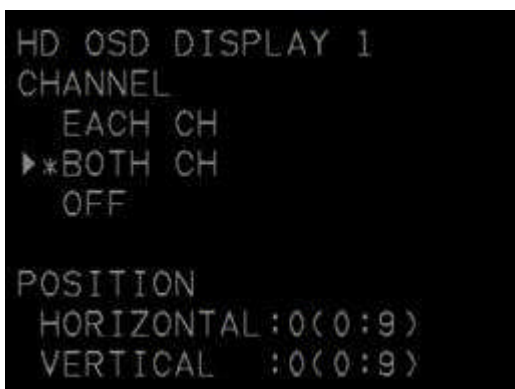 HD OSD DISPLAY 1
CHANNEL
EACH CH
▶*BOTH CH
OFF
POSITION
HORIZONTAL:0(0:9)
VERTICAL :0(0:9)